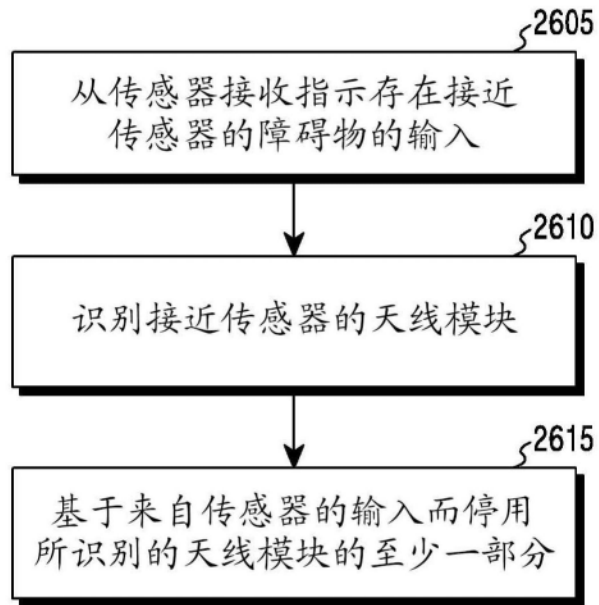 2605
从传感器接收指示存在接近
传感器的障碍物的输入
2610
识别接近传感器的天线模块
2615
基于来自传感器的输入而停用
所识别的天线模块的至少一部分